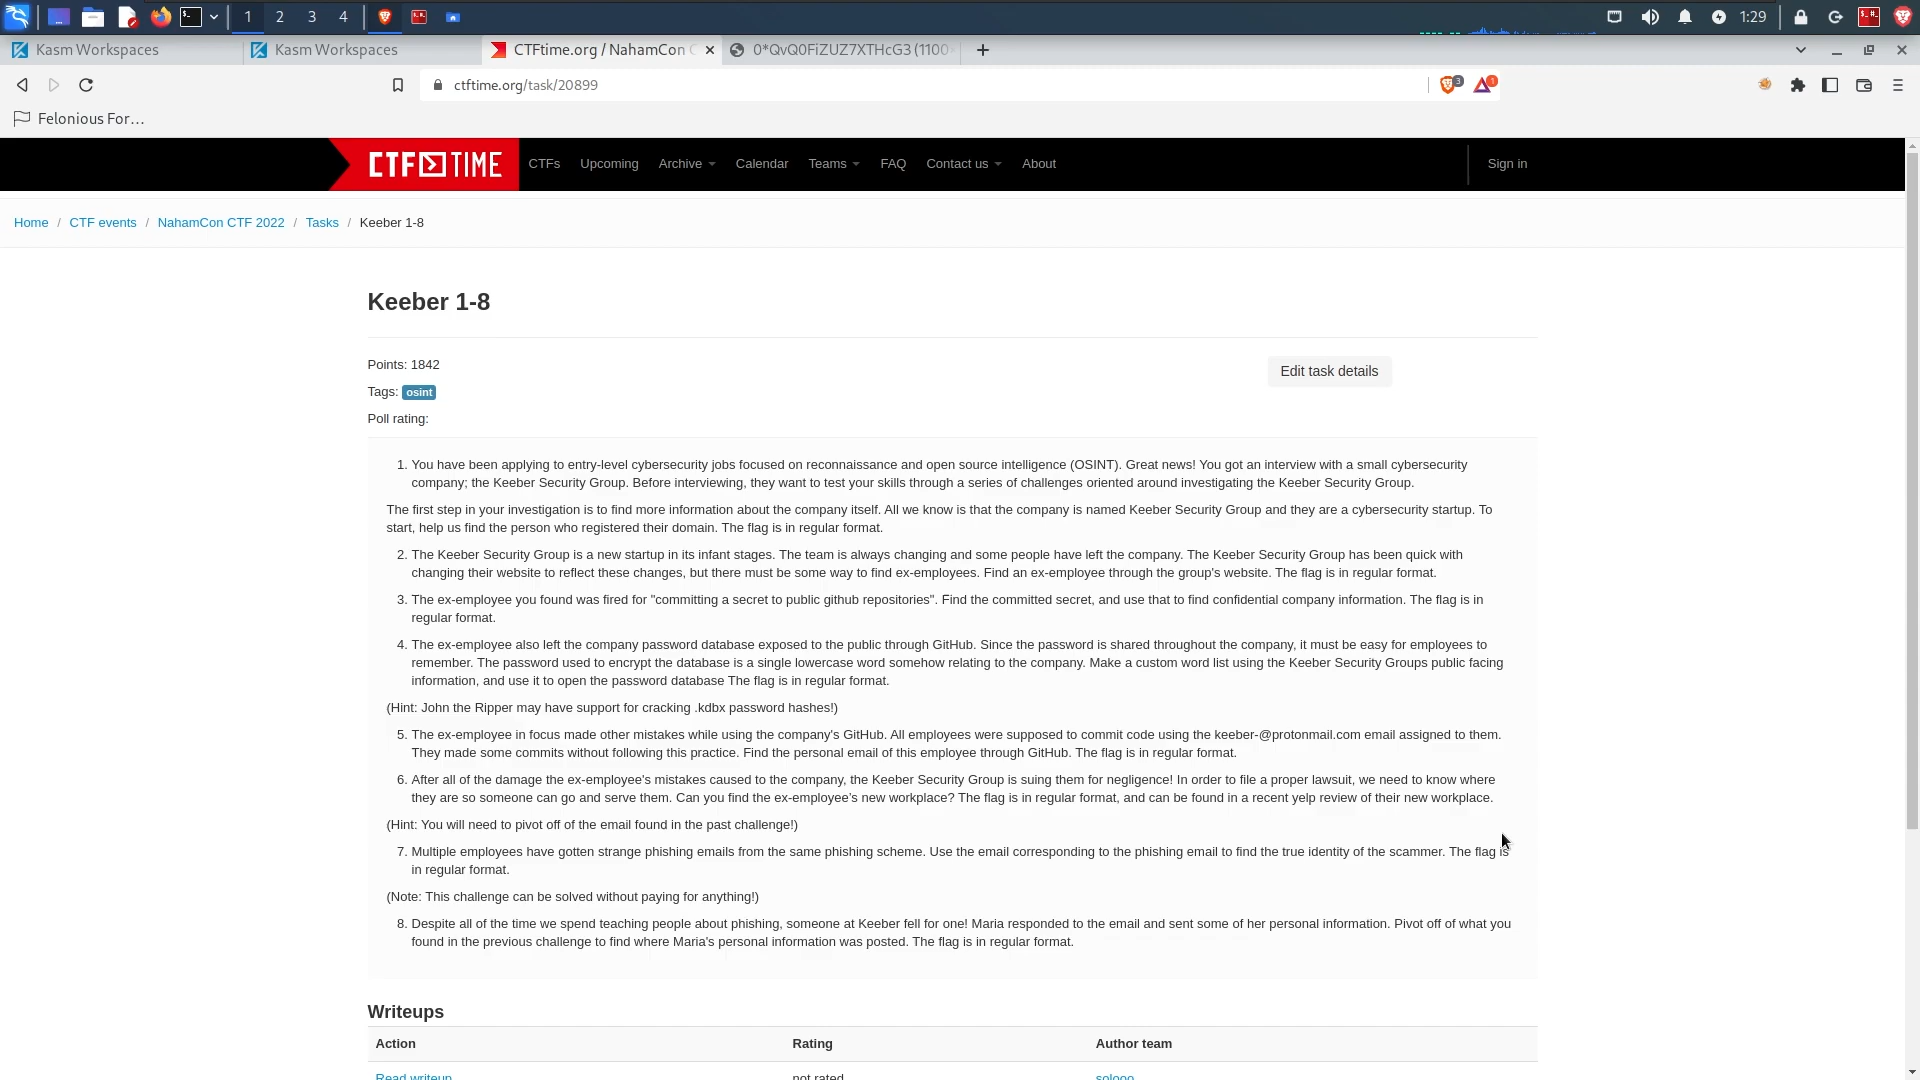 1 2 3 4 1:29
Kasm Workspaces Kasm Workspaces CTFtime.org / NahamCon C 0*QvQ0FiZUZ7XTHcG3 (1100
ctftime.org/task/20899 3 1
Felonious For...
CTF TIME CTFs Upcoming Archive Calendar Teams FAQ Contact us About Sign in
Home / CTF events / NahamCon CTF 2022 / Tasks / Keeber 1-8
Keeber 1-8
Points: 1842
Edit task details
Tags: osint
Poll rating:
1. You have been applying to entry-level cybersecurity jobs focused on reconnaissance and open source intelligence (OSINT). Great news! You got an interview with a small cybersecurity
company; the Keeber Security Group. Before interviewing, they want to test your skills through a series of challenges oriented around investigating the Keeber Security Group.
The first step in your investigation is to find more information about the company itself. All we know is that the company is named Keeber Security Group and they are a cybersecurity startup. To
start, help us find the person who registered their domain. The flag is in regular format.
2. The Keeber Security Group is a new startup in its infant stages. The team is always changing and some people have left the company. The Keeber Security Group has been quick with
changing their website to reflect these changes, but there must be some way to find ex-employees. Find an ex-employee through the group's website. The flag is in regular format.
3. The ex-employee you found was fired for "committing a secret to public github repositories". Find the committed secret, and use that to find confidential company information. The flag is in
regular format.
4. The ex-employee also left the company password database exposed to the public through GitHub. Since the password is shared throughout the company, it must be easy for employees to
remember. The password used to encrypt the database is a single lowercase word somehow relating to the company. Make a custom word list using the Keeber Security Groups public facing
information, and use it to open the password database The flag is in regular format.
(Hint: John the Ripper may have support for cracking .kdbx password hashes!)
5. The ex-employee in focus made other mistakes while using the company's GitHub. All employees were supposed to commit code using the keeber-@protonmail.com email assigned to them.
They made some commits without following this practice. Find the personal email of this employee through GitHub. The flag is in regular format.
6. After all of the damage the ex-employee's mistakes caused to the company, the Keeber Security Group is suing them for negligence! In order to file a proper lawsuit, we need to know where
they are so someone can go and serve them. Can you find the ex-employee's new workplace? The flag is in regular format, and can be found in a recent yelp review of their new workplace.
(Hint: You will need to pivot off of the email found in the past challenge!)
7. Multiple employees have gotten strange phishing emails from the same phishing scheme. Use the email corresponding to the phishing email to find the true identity of the scammer. The flag is
in regular format.
(Note: This challenge can be solved without paying for anything!)
8. Despite all of the time we spend teaching people about phishing, someone at Keeber fell for one! Maria responded to the email and sent some of her personal information. Pivot off of what you
found in the previous challenge to find where Maria's personal information was posted. The flag is in regular format.
Writeups
Action Rating Author team
Read writeup not rated solooo